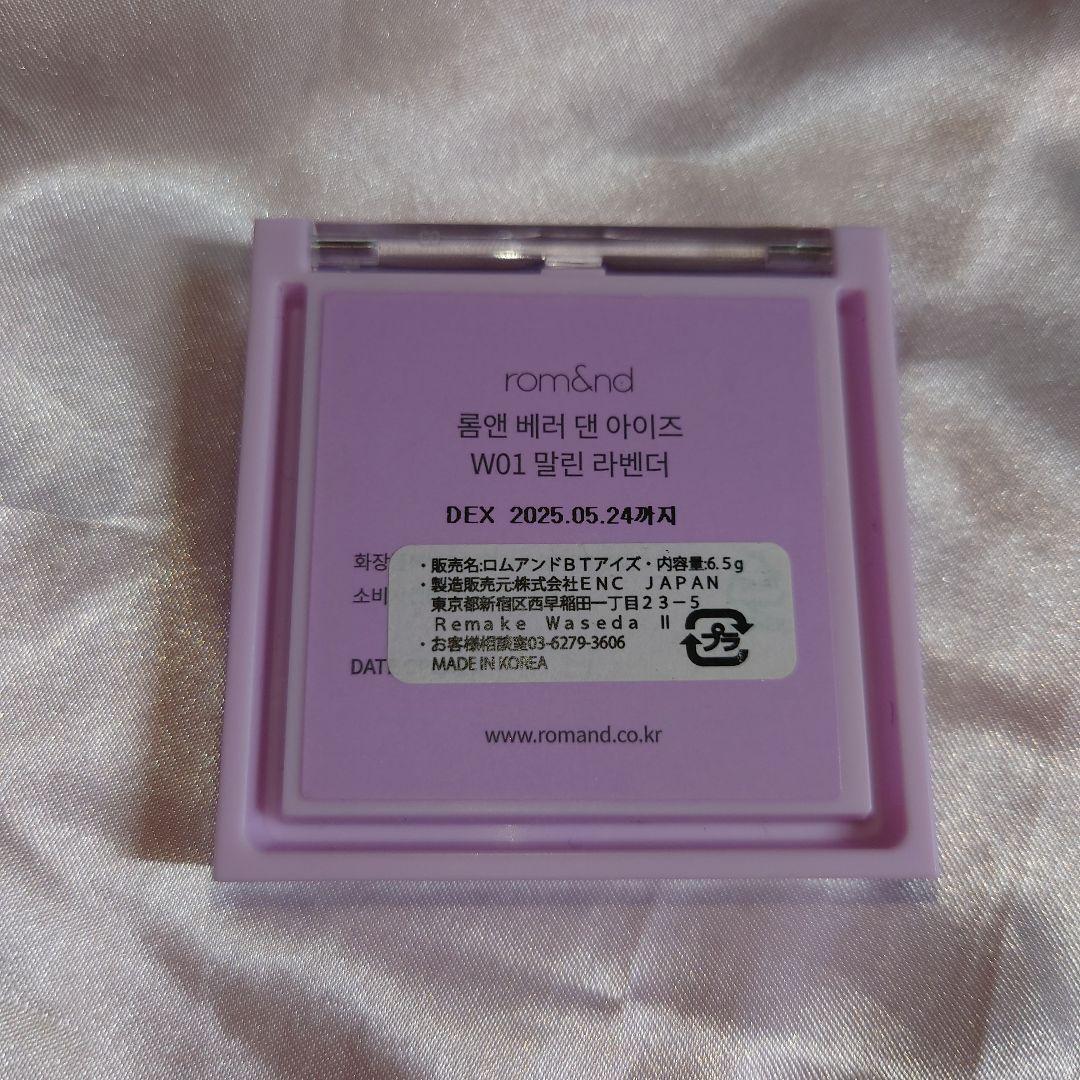 rom&nd
롬앤 베러 댄 아이즈
W01 말린 라벤더
DEX 2025.05.24까지
화장
・販売名:ロムアンドBTアイズ・内容量:6.5g
・製造販売元:株式会社ENC JAPAN
소비
東京都新宿区西早稲田一丁目23-5
Remake Waseda Ⅱ
プラ
・お客様相談室03-6279-3606
MADE IN KOREA
DATE
www.romand.co.kr